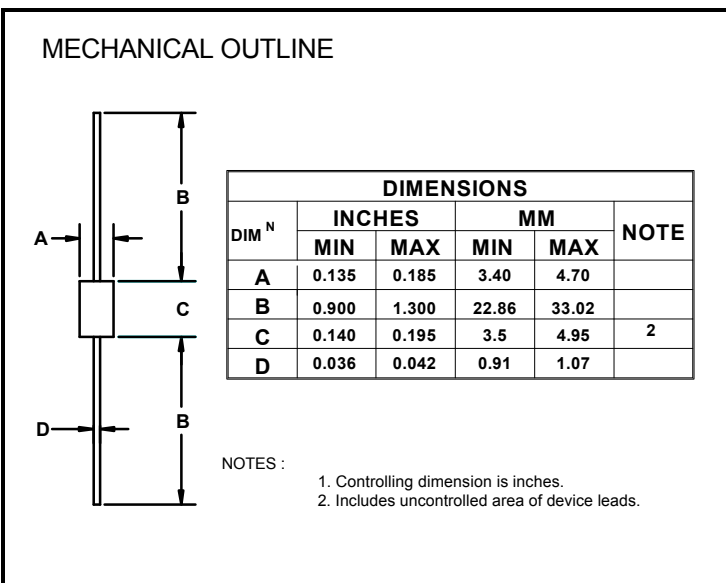 MECHANICAL OUTLINE
B
A
C
D
B
DIMENSIONS
DIM N INCHES MM NOTE
MIN MAX MIN MAX
A 0.135 0.185 3.40 4.70
B 0.900 1.300 22.86 33.02
C 0.140 0.195 3.5 4.95 2
D 0.036 0.042 0.91 1.07
NOTES :
1. Controlling dimension is inches.
2. Includes uncontrolled area of device leads.